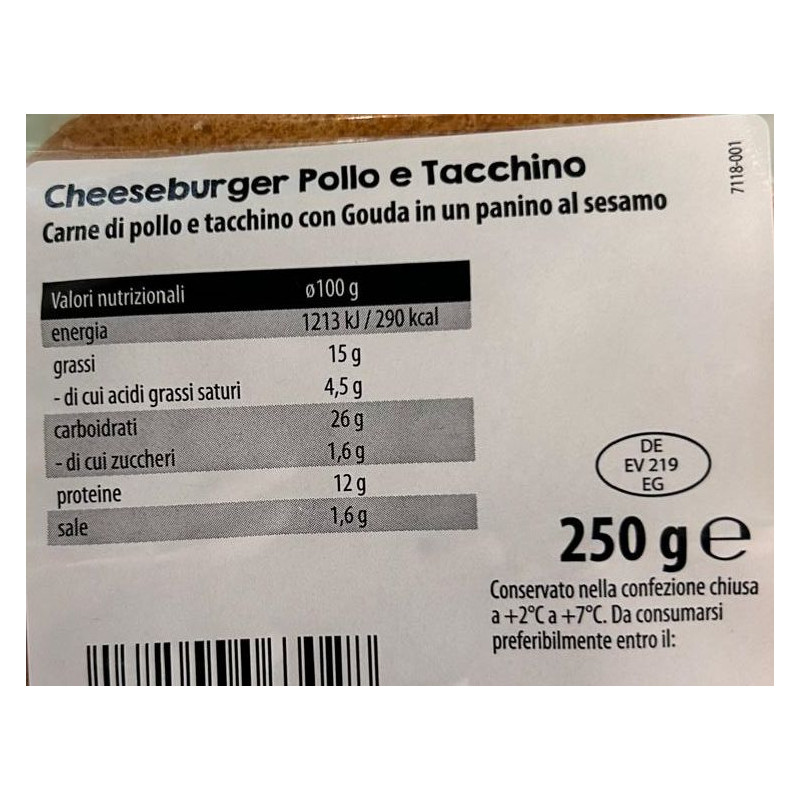 Cheeseburger Pollo e Tacchino
Carne di pollo e tacchino con Gouda in un panino al sesamo
7118-001
Valori nutrizionali ø100 g
energia 1213 kJ / 290 kcal
grassi 15 g
- di cui acidi grassi saturi 4,5 g
carboidrati 26 g
- di cui zuccheri 1,6 g
proteine 12 g
sale 1,6 g
DE
EV 219
EG
250 g e
Conservato nella confezione chiusa
a +2°C a +7°C. Da consumarsi
preferibilmente entro il: